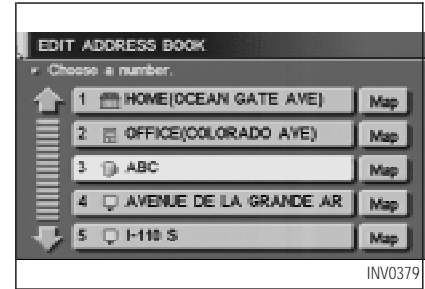 EDIT ADDRESS BOOK
Choose a number.
1 HOME(OCEAN GATE AVE) Map
2 OFFICE(COLORADO AVE) Map
3 ABC Map
4 AVENUE DE LA GRANDE AR Map
5 I-110 S Map
INV0379